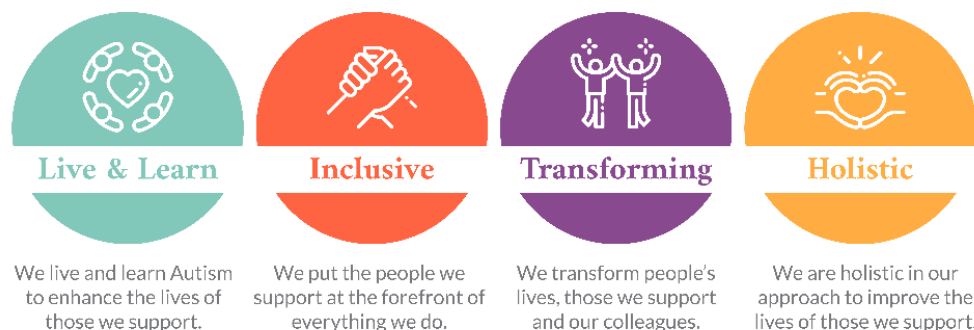 Live & Learn
We live and learn Autism
to enhance the lives of
those we support.
Inclusive
We put the people we
support at the forefront of
everything we do.
Transforming
We transform people's
lives, those we support
and our colleagues.
Holistic
We are holistic in our
approach to improve the
lives of those we support